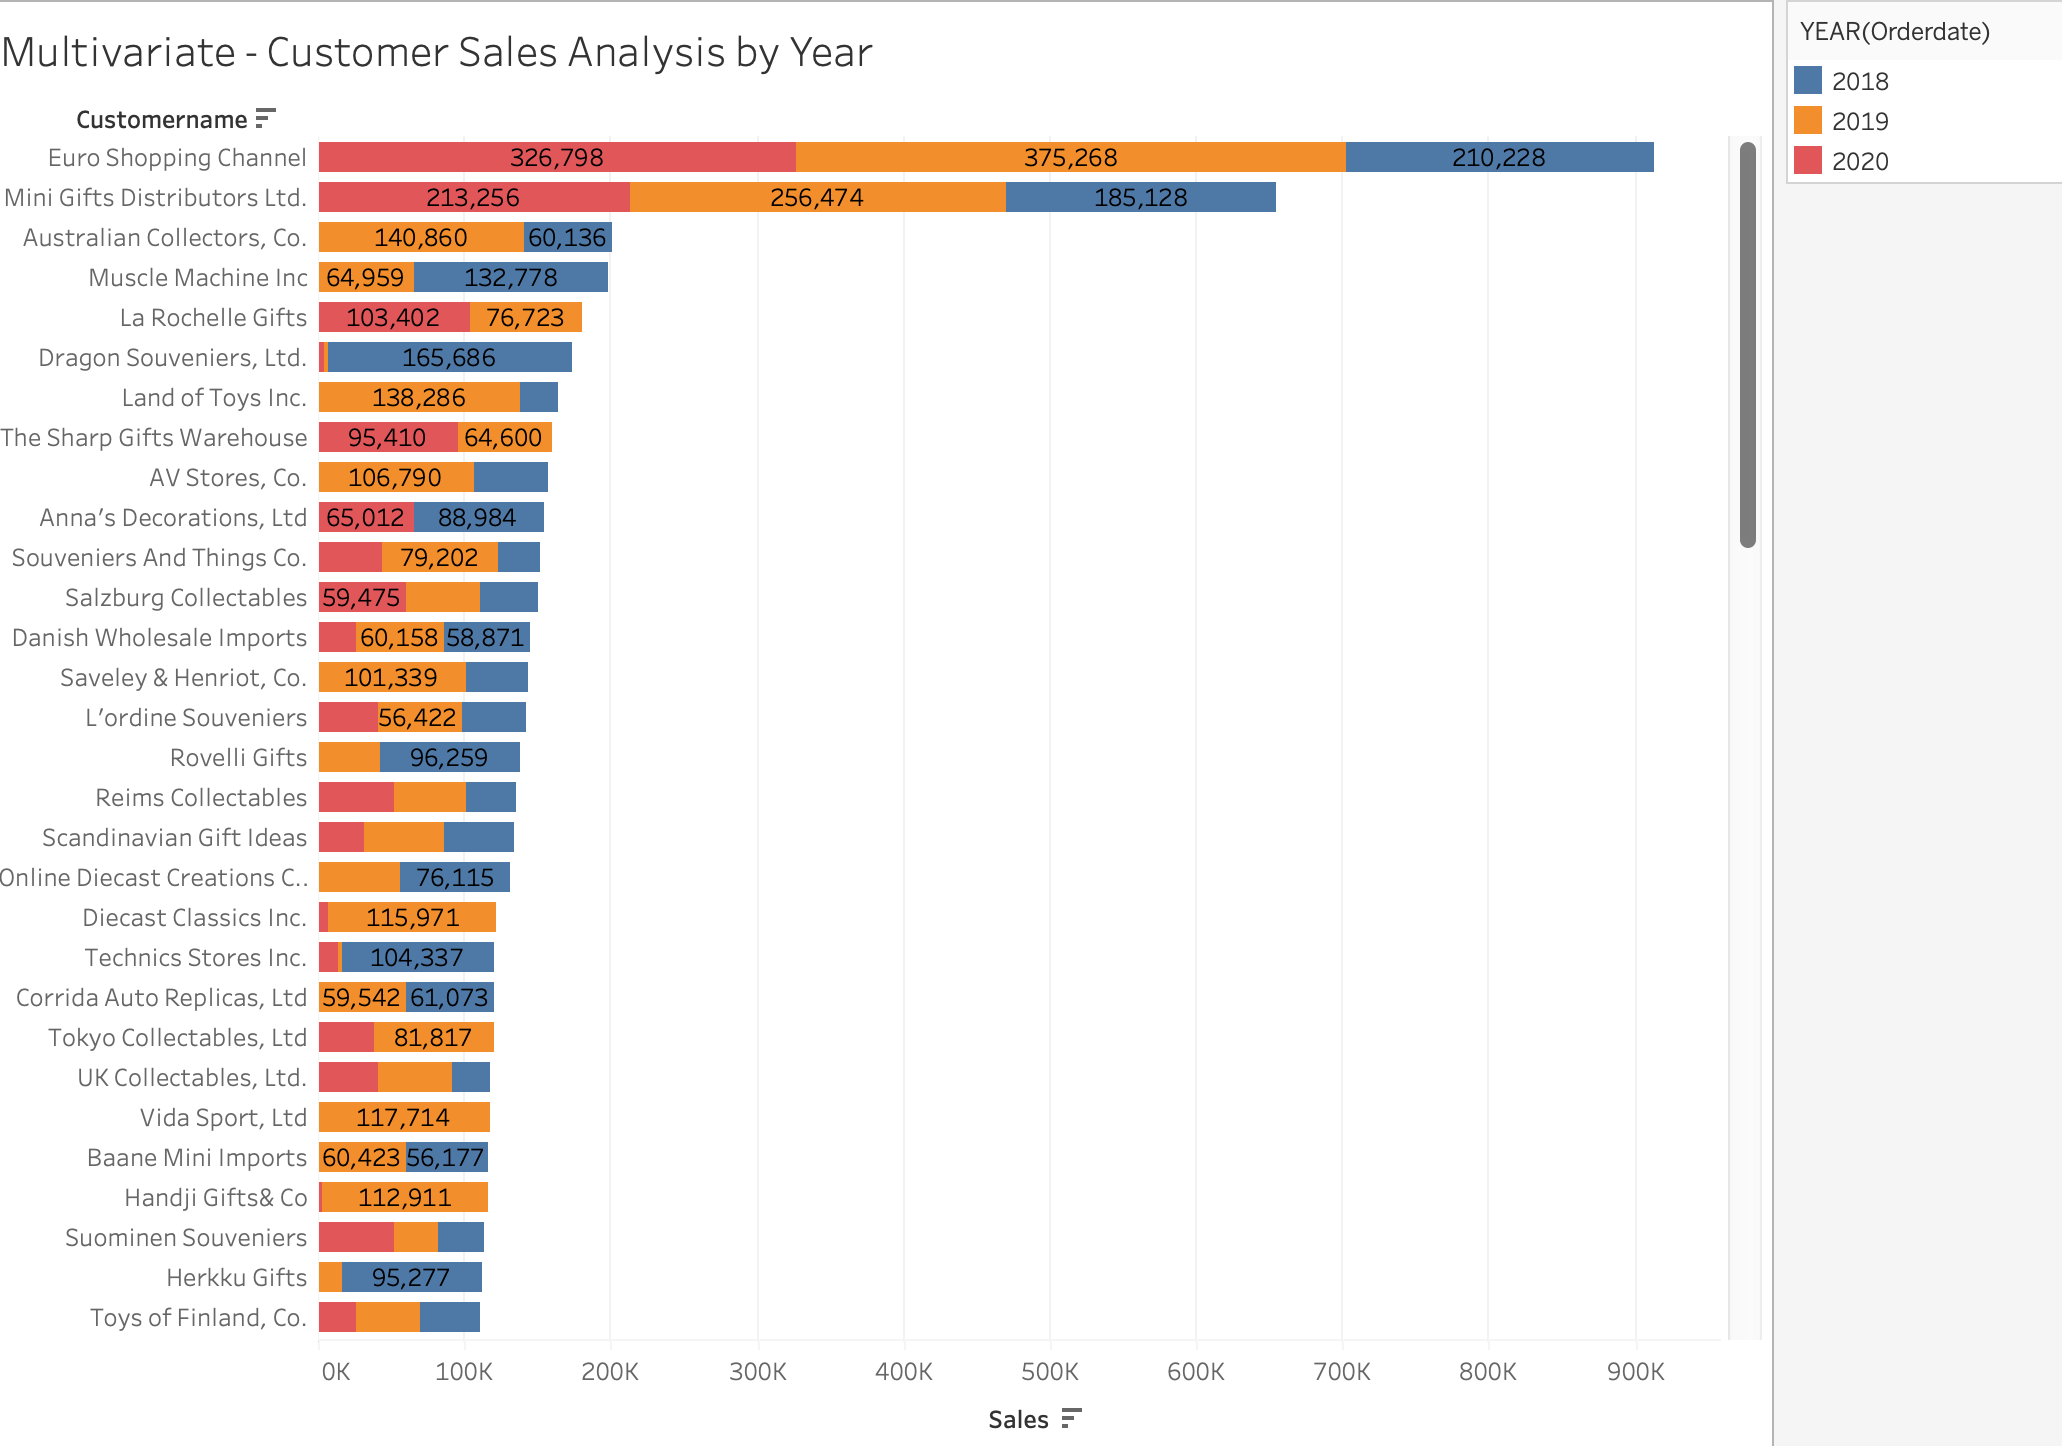 Multivariate - Customer Sales Analysis by Year
YEAR(Orderdate)
2018
2019
2020
Customername
Euro Shopping Channel 326,798 375,268 210,228
Mini Gifts Distributors Ltd. 213,256 256,474 185,128
Australian Collectors, Co. 140,860 60,136
Muscle Machine Inc 64,959 132,778
La Rochelle Gifts 103,402 76,723
Dragon Souveniers, Ltd. 165,686
Land of Toys Inc. 138,286
The Sharp Gifts Warehouse 95,410 64,600
AV Stores, Co. 106,790
Anna's Decorations, Ltd 65,012 88,984
Souveniers And Things Co. 79,202
Salzburg Collectables 59,475
Danish Wholesale Imports 60,158 58,871
Saveley & Henriot, Co. 101,339
L'ordine Souveniers 56,422
Rovelli Gifts 96,259
Reims Collectables
Scandinavian Gift Ideas
Online Diecast Creations C.. 76,115
Diecast Classics Inc. 115,971
Technics Stores Inc. 104,337
Corrida Auto Replicas, Ltd 59,542 61,073
Tokyo Collectables, Ltd 81,817
UK Collectables, Ltd.
Vida Sport, Ltd 117,714
Baane Mini Imports 60,423 56,177
Handji Gifts& Co 112,911
Suominen Souveniers
Herkku Gifts 95,277
Toys of Finland, Co.
0K 100K 200K 300K 400K 500K 600K 700K 800K 900K
Sales